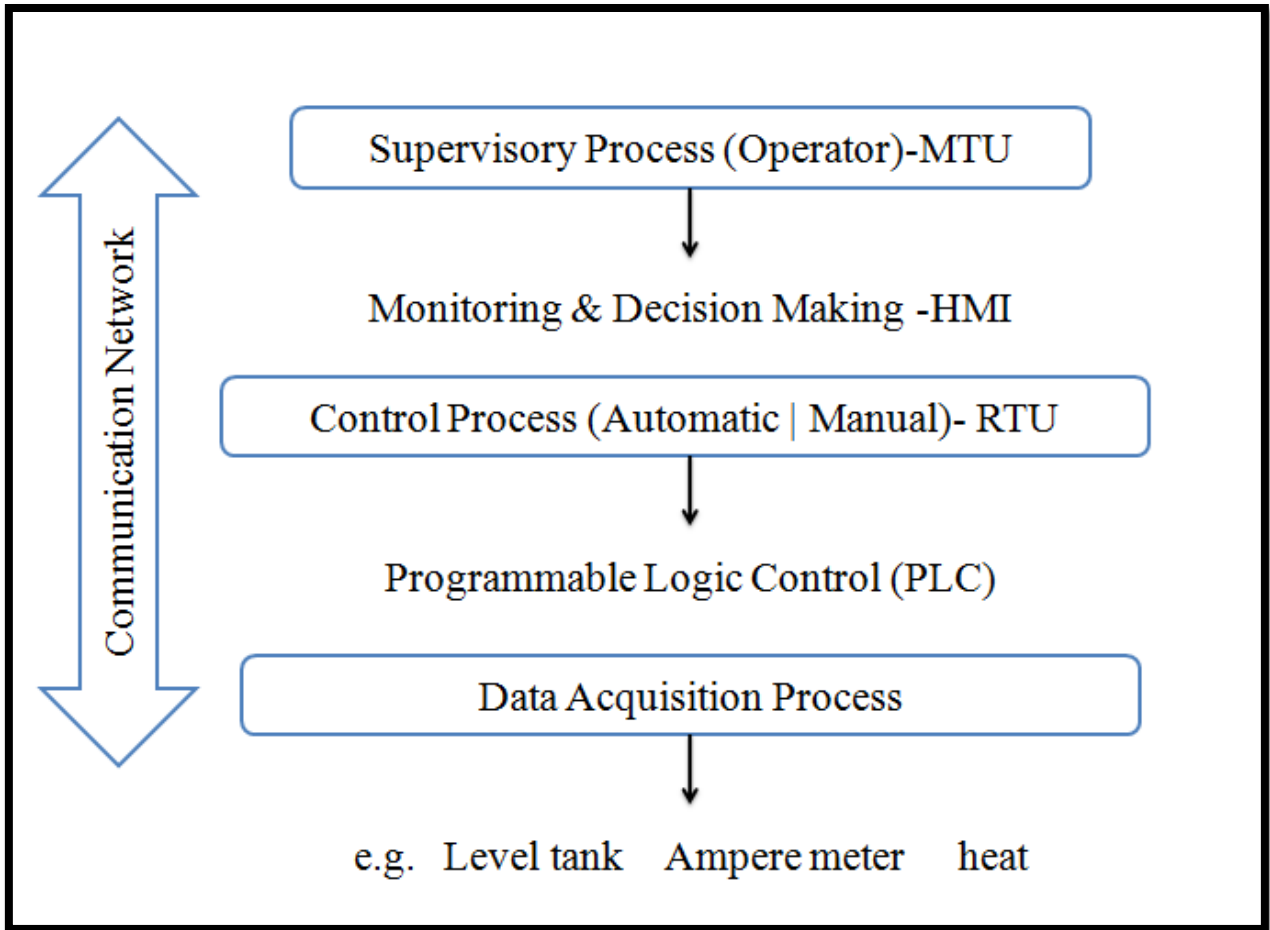 Supervisory Process (Operator)-MTU
Monitoring & Decision Making -HMI
Control Process (Automatic | Manual)- RTU
Programmable Logic Control (PLC)
Data Acquisition Process
e.g. Level tank Ampere meter heat
Communication Network